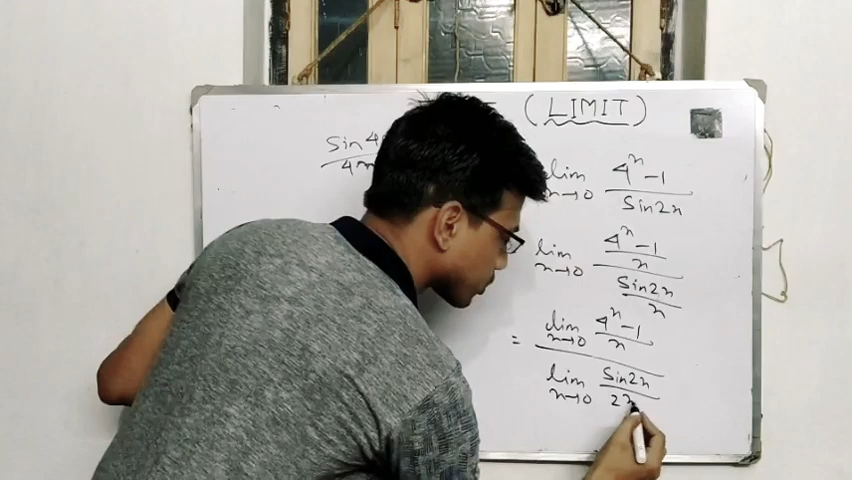 (LIMIT)
Sin4
4
lim x→0 4^x-1 / Sin2x
lim x→0 4^x-1 / x / Sin2x / x
= lim x→0 4^x-1 / x
lim x→0 Sin2x / 2x